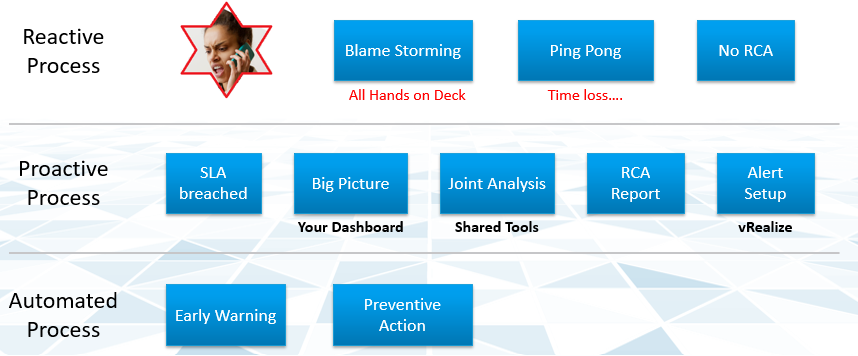 Reactive
Process
Blame Storming
Ping Pong
No RCA
All Hands on Deck
Time loss....
Proactive
Process
SLA
breached
Big Picture
Joint Analysis
RCA
Report
Alert
Setup
Your Dashboard
Shared Tools
vRealize
Automated
Process
Early Warning
Preventive
Action